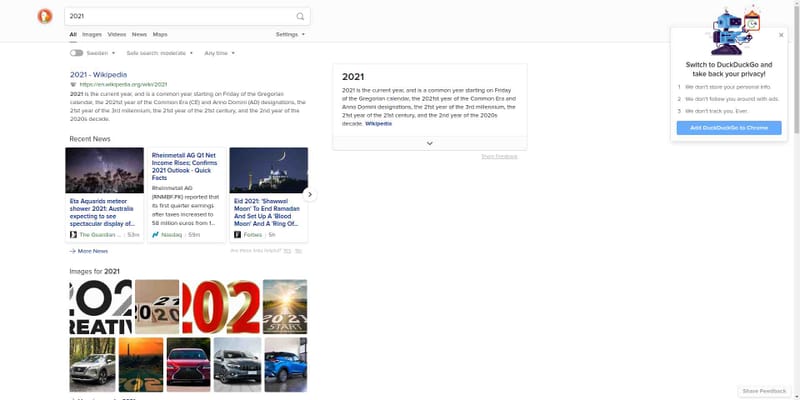 2021
All Images Videos News Maps Settings
Sweden Safe search: moderate Any time
2021 - Wikipedia
https://en.wikipedia.org/wiki/2021
2021 is the current year, and is a common year starting on Friday of the Gregorian
calendar, the 2021st year of the Common Era (CE) and Anno Domini (AD) designations, the
21st year of the 3rd millennium, the 21st year of the 21st century, and the 2nd year of the
2020s decade.
Recent News
Eta Aquarids meteor
shower 2021: Australia
expecting to see
spectacular display of...
The Guardian ... 53m
Rheinmetall AG Q1 Net
Income Rises; Confirms
2021 Outlook - Quick
Facts
Rheinmetall AG
(RNMBF.PK) reported that
its first quarter earnings
after taxes increased to
58 million euros from f...
Nasdaq 59m
Eid 2021: 'Shawwal
Moon' To End Ramadan
And Set Up A 'Blood
Moon' And A 'Ring Of...
Forbes 5h
More News
Are these links helpful? Yes No
Images for 2021
202
CREATIV
2021
202
2021
START
2021
2021 is the current year, and is a common year starting on Friday
of the Gregorian calendar, the 2021st year of the Common Era and
Anno Domini designations, the 21st year of the 3rd millennium, the
21st year of the 21st century, and the 2nd year of the 2020s
decade. Wikipedia
Share Feedback
Switch to DuckDuckGo and
take back your privacy!
1 We don't store your personal info.
2 We don't follow you around with ads.
3 We don't track you. Ever.
Add DuckDuckGo to Chrome
Share Feedback